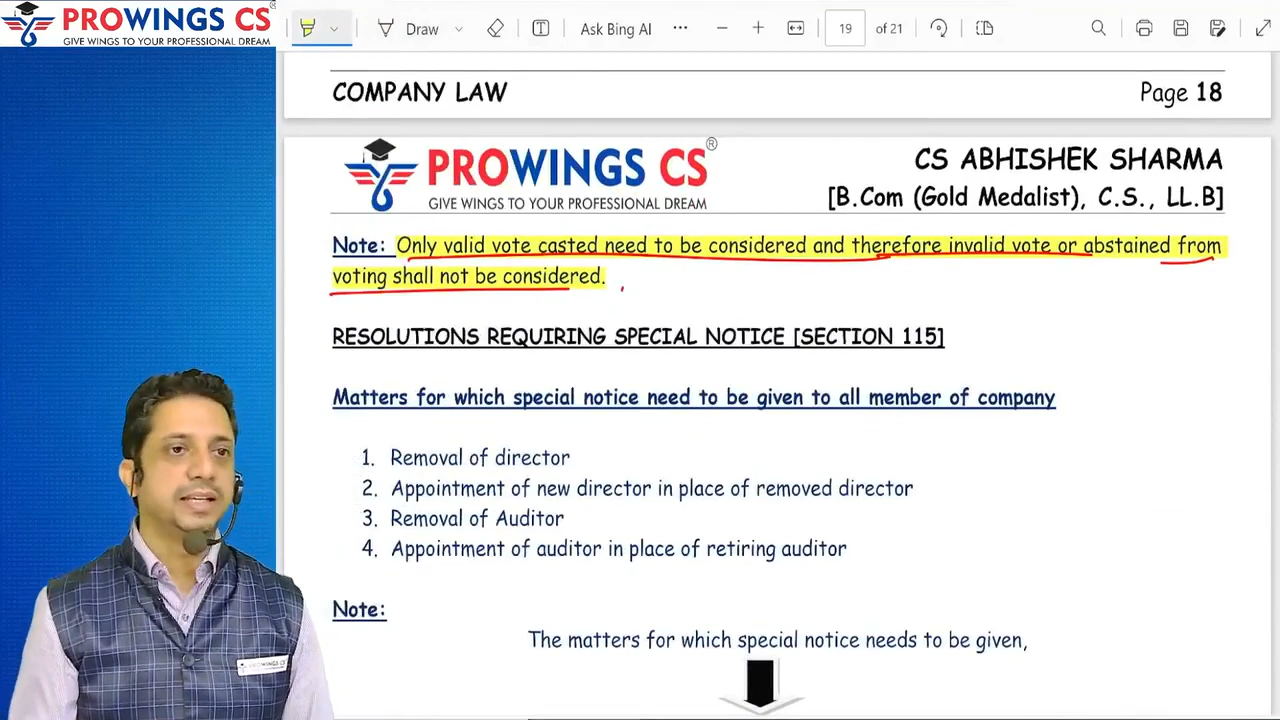 PROWINGS CS®
GIVE WINGS TO YOUR PROFESSIONAL DREAM
Draw
Ask Bing AI
19 of 21
COMPANY LAW
Page 18
PROWINGS CS®
GIVE WINGS TO YOUR PROFESSIONAL DREAM
CS ABHISHEK SHARMA
[B.Com (Gold Medalist), C.S., LL.B]
Note: Only valid vote casted need to be considered and therefore invalid vote or abstained from
voting shall not be considered.
RESOLUTIONS REQUIRING SPECIAL NOTICE [SECTION 115]
Matters for which special notice need to be given to all member of company
1. Removal of director
2. Appointment of new director in place of removed director
3. Removal of Auditor
4. Appointment of auditor in place of retiring auditor
Note:
The matters for which special notice needs to be given,
PROWINGS CS